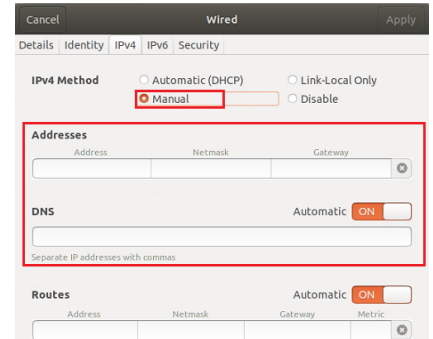 Cancel Wired Apply
Details Identity IPv4 IPv6 Security
IPv4 Method Automatic (DHCP) Link-Local Only
Manual Disable
Addresses
Address Netmask Gateway
DNS Automatic ON
Separate IP addresses with commas
Routes Automatic ON
Address Netmask Gateway Metric